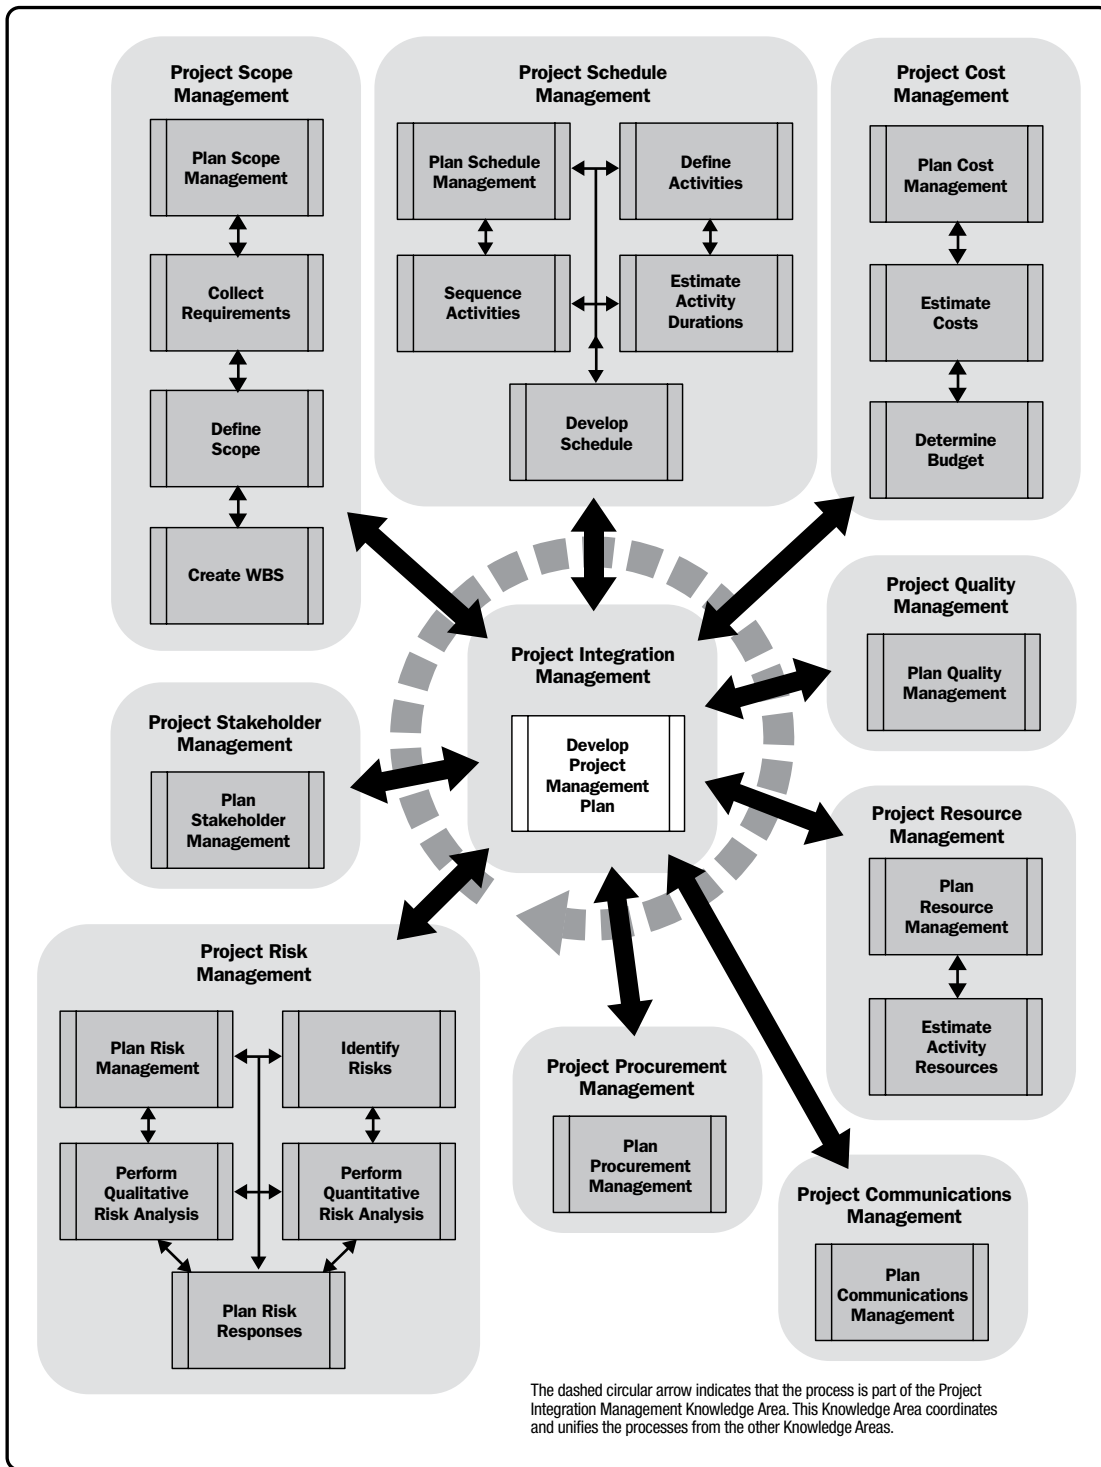 Project Scope
Management
Plan Scope
Management
Collect
Requirements
Define
Scope
Create WBS
Project Schedule
Management
Plan Schedule
Management
Define
Activities
Sequence
Activities
Estimate
Activity
Durations
Develop
Schedule
Project Cost
Management
Plan Cost
Management
Estimate
Costs
Determine
Budget
Project Quality
Management
Plan Quality
Management
Project Integration
Management
Develop
Project
Management
Plan
Project Stakeholder
Management
Plan
Stakeholder
Management
Project Resource
Management
Plan
Resource
Management
Estimate
Activity
Resources
Project Risk
Management
Plan Risk
Management
Identify
Risks
Perform
Qualitative
Risk Analysis
Perform
Quantitative
Risk Analysis
Plan Risk
Responses
Project Procurement
Management
Plan
Procurement
Management
Project Communications
Management
Plan
Communications
Management
The dashed circular arrow indicates that the process is part of the Project
Integration Management Knowledge Area. This Knowledge Area coordinates
and unifies the processes from the other Knowledge Areas.